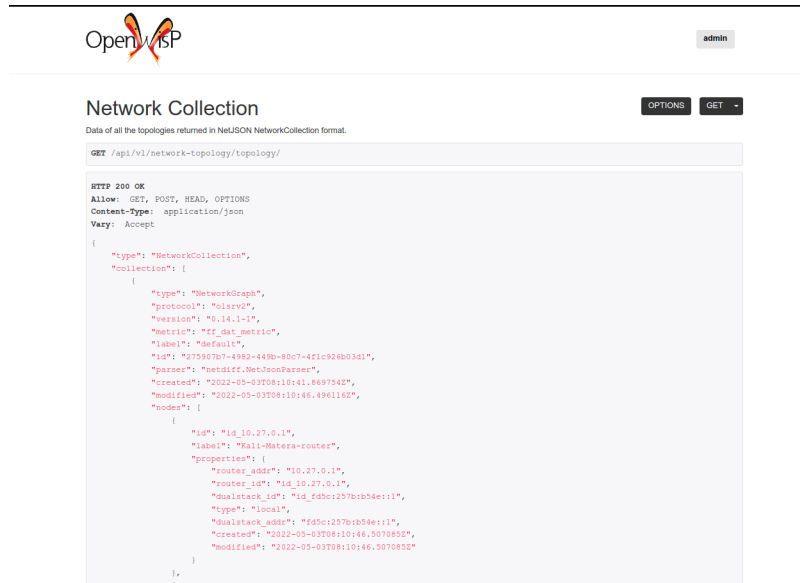 OpenWISP
admin
Network Collection
OPTIONS
GET
Data of all the topologies returned in NetJSON NetworkCollection format.
GET /api/v1/network-topology/topology/
HTTP 200 OK
Allow: GET, POST, HEAD, OPTIONS
Content-Type: application/json
Vary: Accept
{
"type": "NetworkCollection",
"collection": [
{
"type": "NetworkGraph",
"protocol": "olsrv2",
"version": "0.14.1-1",
"metric": "ff_dat_metric",
"label": "default",
"id": "275907b7-4982-449b-80c7-4f1c926b03d1",
"parser": "netdiff.NetJsonParser",
"created": "2022-05-03T08:10:41.869754Z",
"modified": "2022-05-03T08:10:46.496116Z",
"nodes": [
{
"id": "id_10.27.0.1",
"label": "Kali-Matera-router",
"properties": {
"router_addr": "10.27.0.1",
"router_id": "id_10.27.0.1",
"dualstack_id": "id_fd5c:257b:b54e::1",
"type": "local",
"dualstack_addr": "fd5c:257b:b54e::1",
"created": "2022-05-03T08:10:46.507085Z",
"modified": "2022-05-03T08:10:46.507085Z"
}
},